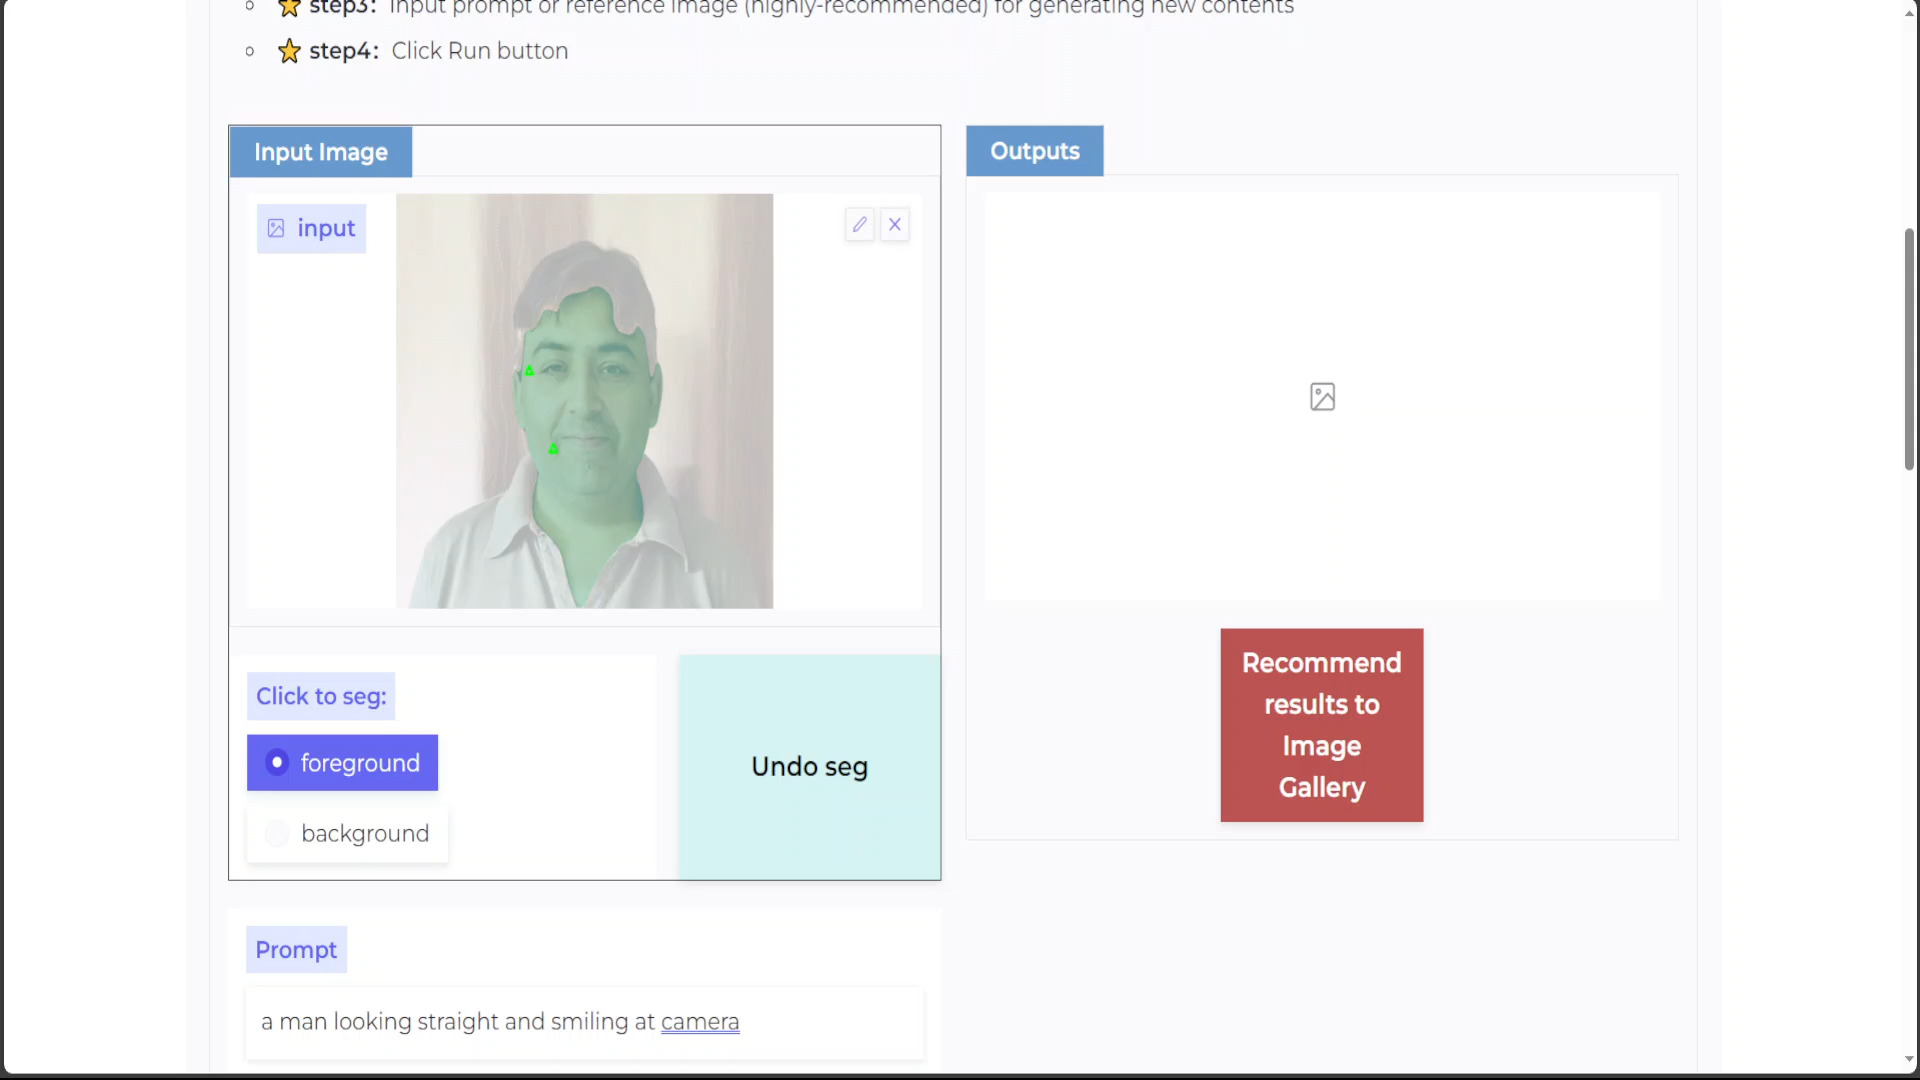 step3: Input prompt or reference image (highly-recommended) for generating new contents
step4: Click Run button
Input Image
input
Click to seg:
foreground
background
Undo seg
Prompt
a man looking straight and smiling at camera
Outputs
Recommend
results to
Image
Gallery